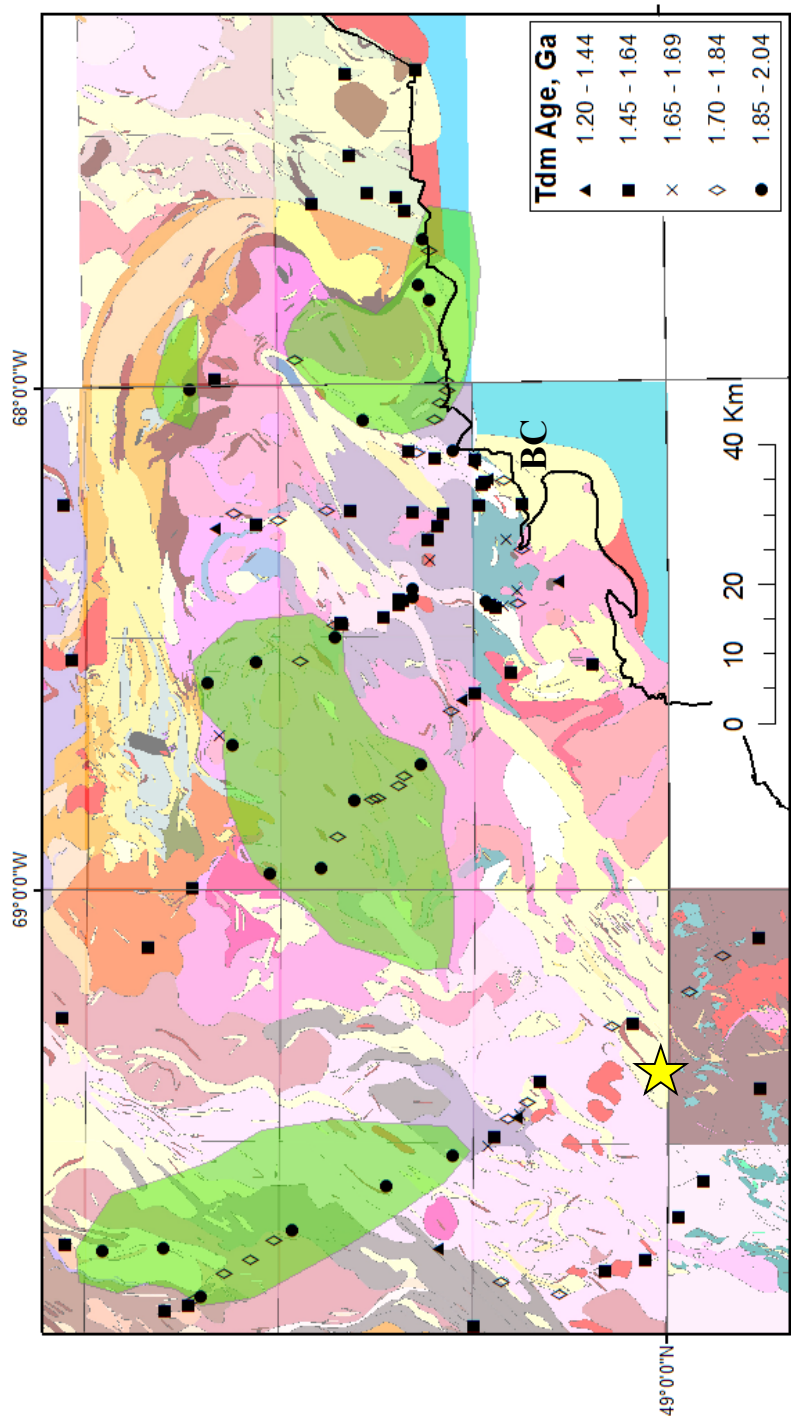 68°0'0"W
69°0'0"W
Tdm Age, Ga
1.20 - 1.44
1.45 - 1.64
1.65 - 1.69
1.70 - 1.84
1.85 - 2.04
BC
0 10 20 40 Km
49°0'0"N